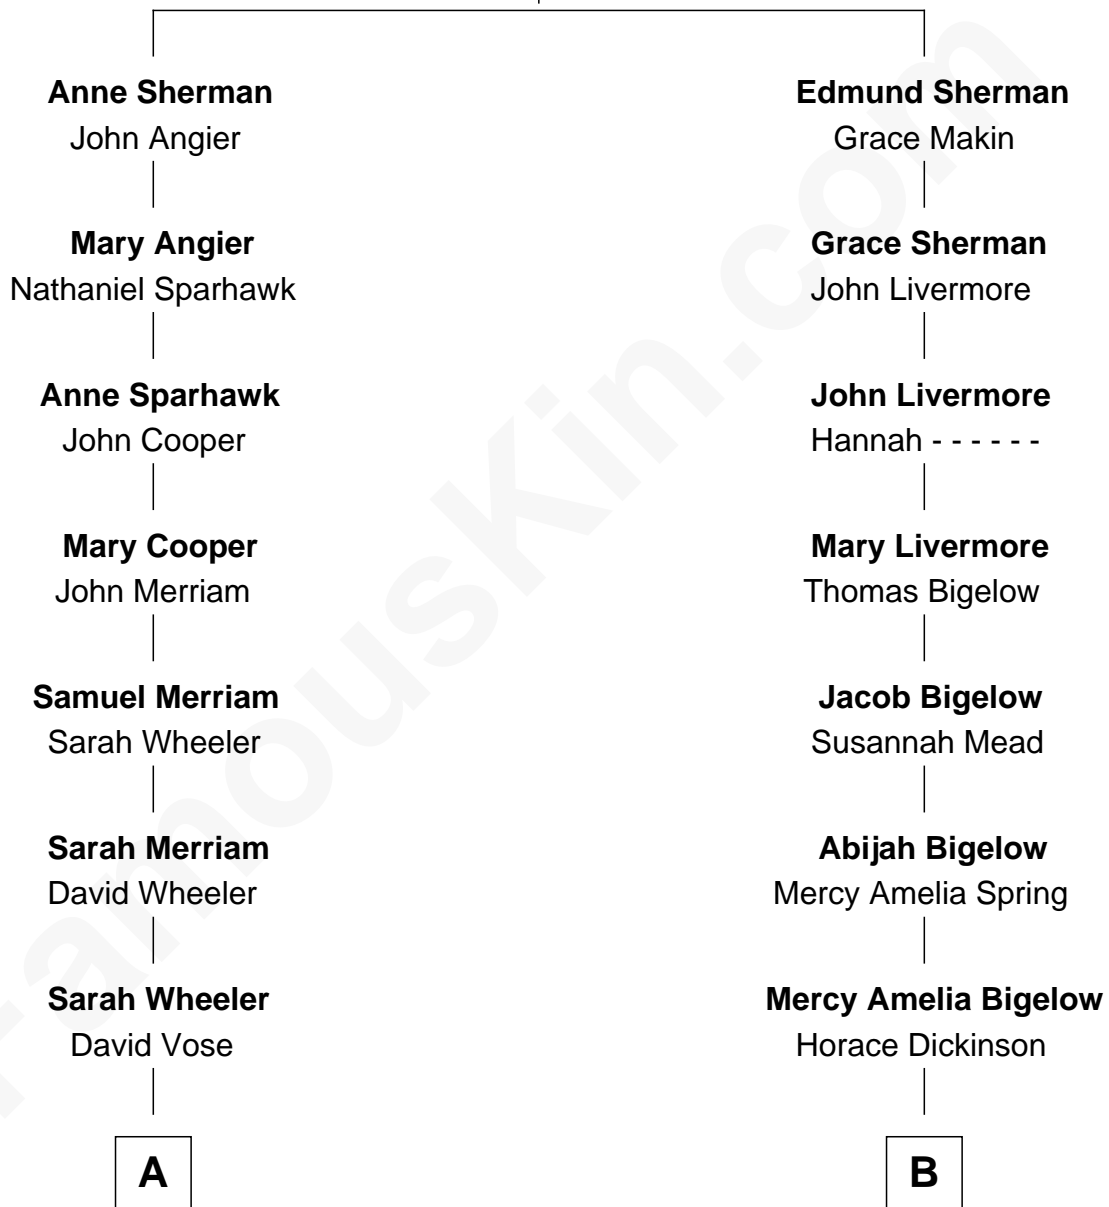 Anne Sherman
John Angier
Mary Angier
Nathaniel Sparhawk
Anne Sparhawk
John Cooper
Mary Cooper
John Merriam
Samuel Merriam
Sarah Wheeler
Sarah Merriam
David Wheeler
Sarah Wheeler
David Vose
A
Edmund Sherman
Grace Makin
Grace Sherman
John Livermore
John Livermore
Hannah - - - - - -
Mary Livermore
Thomas Bigelow
Jacob Bigelow
Susannah Mead
Abijah Bigelow
Mercy Amelia Spring
Mercy Amelia Bigelow
Horace Dickinson
B
FamousKin.com